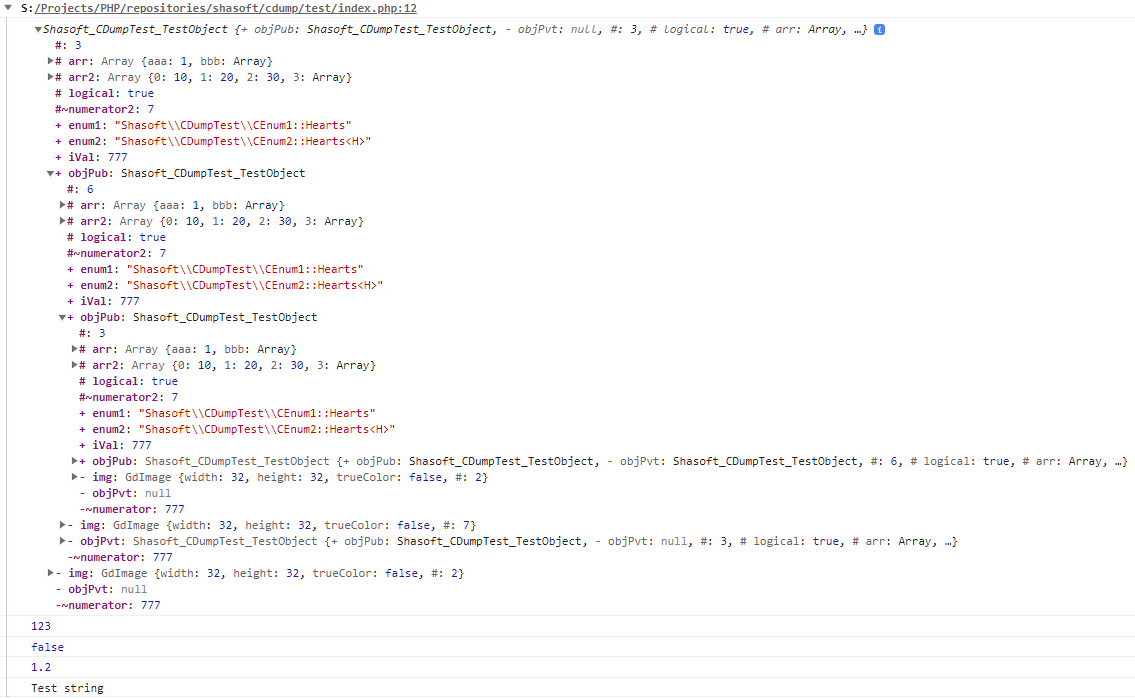 ▼ S:/Projects/PHP/repositories/shasoft/cdump/test/index.php:12
▼Shasoft_CDumpTest_TestObject {+ objPub: Shasoft_CDumpTest_TestObject, - objPvt: null, #: 3, # logical: true, # arr: Array, …} i
#: 3
▶# arr: Array {aaa: 1, bbb: Array}
▶# arr2: Array {0: 10, 1: 20, 2: 30, 3: Array}
# logical: true
#~numerator2: 7
+ enum1: "Shasoft\\CDumpTest\\CEnum1::Hearts"
+ enum2: "Shasoft\\CDumpTest\\CEnum2::Hearts<H>"
+ iVal: 777
▼+ objPub: Shasoft_CDumpTest_TestObject
#: 6
▶# arr: Array {aaa: 1, bbb: Array}
▶# arr2: Array {0: 10, 1: 20, 2: 30, 3: Array}
# logical: true
#~numerator2: 7
+ enum1: "Shasoft\\CDumpTest\\CEnum1::Hearts"
+ enum2: "Shasoft\\CDumpTest\\CEnum2::Hearts<H>"
+ iVal: 777
▼+ objPub: Shasoft_CDumpTest_TestObject
#: 3
▶# arr: Array {aaa: 1, bbb: Array}
▶# arr2: Array {0: 10, 1: 20, 2: 30, 3: Array}
# logical: true
#~numerator2: 7
+ enum1: "Shasoft\\CDumpTest\\CEnum1::Hearts"
+ enum2: "Shasoft\\CDumpTest\\CEnum2::Hearts<H>"
+ iVal: 777
▶+ objPub: Shasoft_CDumpTest_TestObject {+ objPub: Shasoft_CDumpTest_TestObject, - objPvt: Shasoft_CDumpTest_TestObject, #: 6, # logical: true, # arr: Array, …}
▶- img: GdImage {width: 32, height: 32, trueColor: false, #: 2}
- objPvt: null
-~numerator: 777
▶- img: GdImage {width: 32, height: 32, trueColor: false, #: 7}
▶- objPvt: Shasoft_CDumpTest_TestObject {+ objPub: Shasoft_CDumpTest_TestObject, - objPvt: null, #: 3, # logical: true, # arr: Array, …}
-~numerator: 777
▶- img: GdImage {width: 32, height: 32, trueColor: false, #: 2}
- objPvt: null
-~numerator: 777
123
false
1.2
Test string